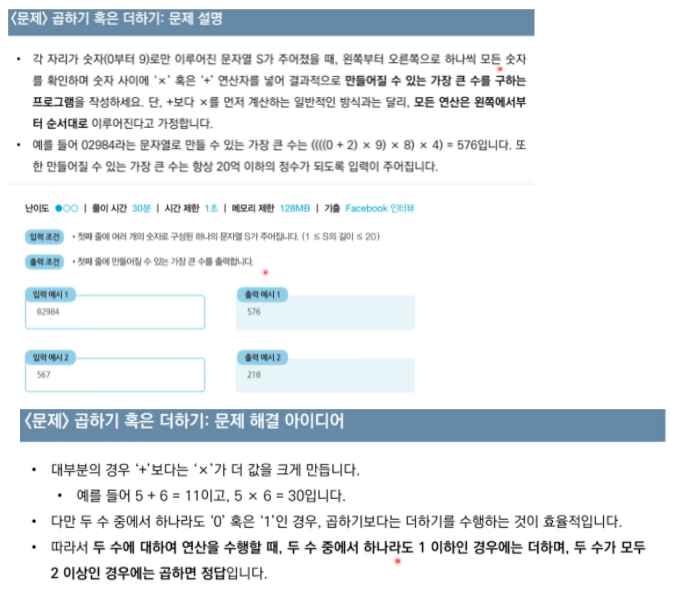 <문제> 곱하기 혹은 더하기: 문제 설명
• 각 자리가 숫자(0부터 9)로만 이루어진 문자열 S가 주어졌을 때, 왼쪽부터 오른쪽으로 하나씩 모든 숫자
를 확인하며 숫자 사이에 '×' 혹은 '+' 연산자를 넣어 결과적으로 만들어질 수 있는 가장 큰 수를 구하는
프로그램을 작성하세요. 단, +보다 ×를 먼저 계산하는 일반적인 방식과는 달리, 모든 연산은 왼쪽에서부
터 순서대로 이루어진다고 가정합니다.
• 예를 들어 02984라는 문자열로 만들 수 있는 가장 큰 수는 ((((0 + 2) × 9) × 8) × 4) = 576입니다. 또
한 만들어질 수 있는 가장 큰 수는 항상 20억 이하의 정수가 되도록 입력이 주어집니다.
난이도 ●○○ | 풀이 시간 30분 | 시간 제한 1초 | 메모리 제한 128MB | 기출 Facebook 인터뷰
입력 조건 • 첫째 줄에 여러 개의 숫자로 구성된 하나의 문자열 S가 주어집니다. (1 ≤ S의 길이 ≤ 20)
출력 조건 • 첫째 줄에 만들어질 수 있는 가장 큰 수를 출력합니다.
입력 예시 1 출력 예시 1
02984 576
입력 예시 2 출력 예시 2
567 210
<문제> 곱하기 혹은 더하기: 문제 해결 아이디어
• 대부분의 경우 '+'보다는 '×'가 더 값을 크게 만듭니다.
• 예를 들어 5 + 6 = 11이고, 5 × 6 = 30입니다.
• 다만 두 수 중에서 하나라도 '0' 혹은 '1'인 경우, 곱하기보다는 더하기를 수행하는 것이 효율적입니다.
• 따라서 두 수에 대하여 연산을 수행할 때, 두 수 중에서 하나라도 1 이하인 경우에는 더하며, 두 수가 모두
2 이상인 경우에는 곱하면 정답입니다.